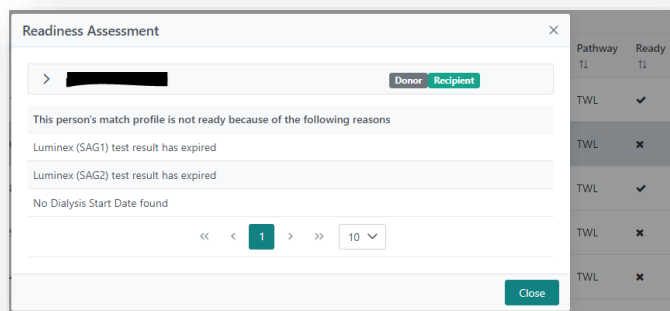 Readiness Assessment
Pathway Ready
Donor Recipient
TWL
This person's match profile is not ready because of the following reasons
TWL
Luminex (SAG1) test result has expired
Luminex (SAG2) test result has expired
TWL
No Dialysis Start Date found
1 10
TWL
TWL
Close